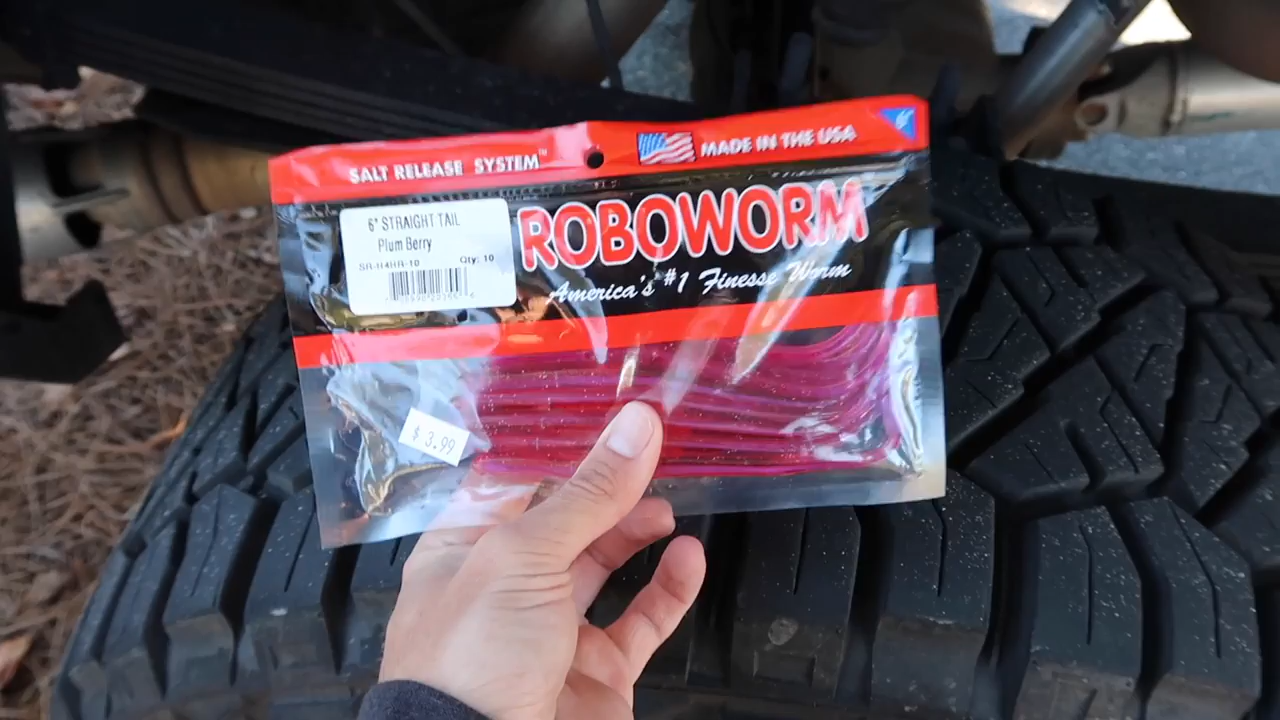 SALT RELEASE SYSTEM™
MADE IN THE USA
6" STRAIGHT TAIL
Plum Berry
Qty: 10
ROBOWORM
America's #1 Finesse Worm
$ 3.99